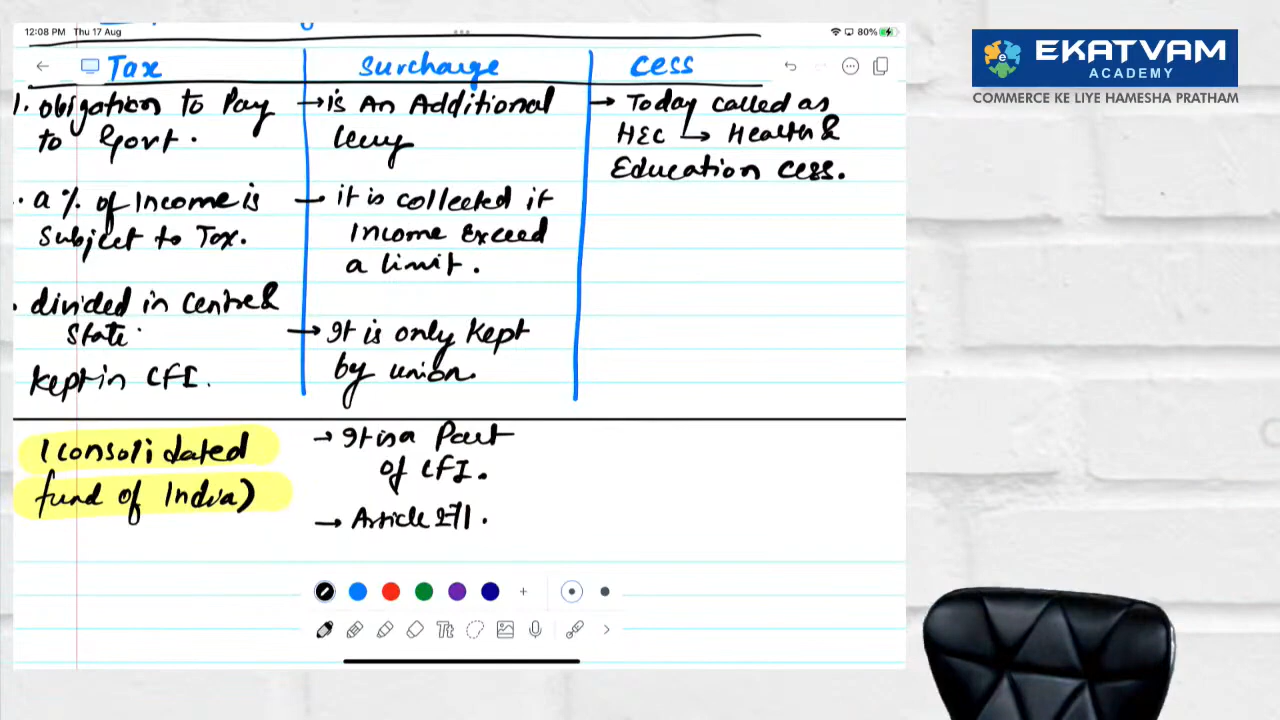 12:08 PM Thu 17 Aug
80%
EKATVAM
ACADEMY
COMMERCE KE LIYE HAMESHA PRATHAM
Tax
1. obigation to Pay
to Govt.
. a % of Income is
Subject to Tax.
. divided in Centre &
State
Kept in CFI.
(Consolidated
fund of India)
Surcharge
→ is An Additional
levy
→ it is collected if
Income Exceed
a limit.
→ It is only Kept
by union.
→ It is a Part
of CFI.
→ Article 271.
Cess
→ Today called as
HEC → Health &
Education cess.
Tt